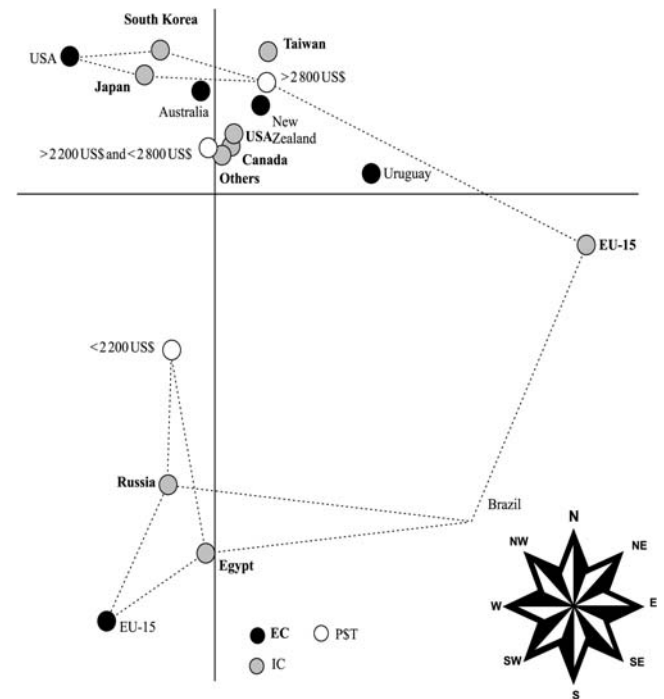 South Korea
Taiwan
USA
>2800 US$
Japan
Australia
New
Zealand
USA
>2200 US$ and <2800 US$
Canada
Others
Uruguay
EU-15
<2200 US$
Russia
Brazil
Egypt
EU-15
EC
P$T
IC
N
NW
NE
W
E
SW
SE
S